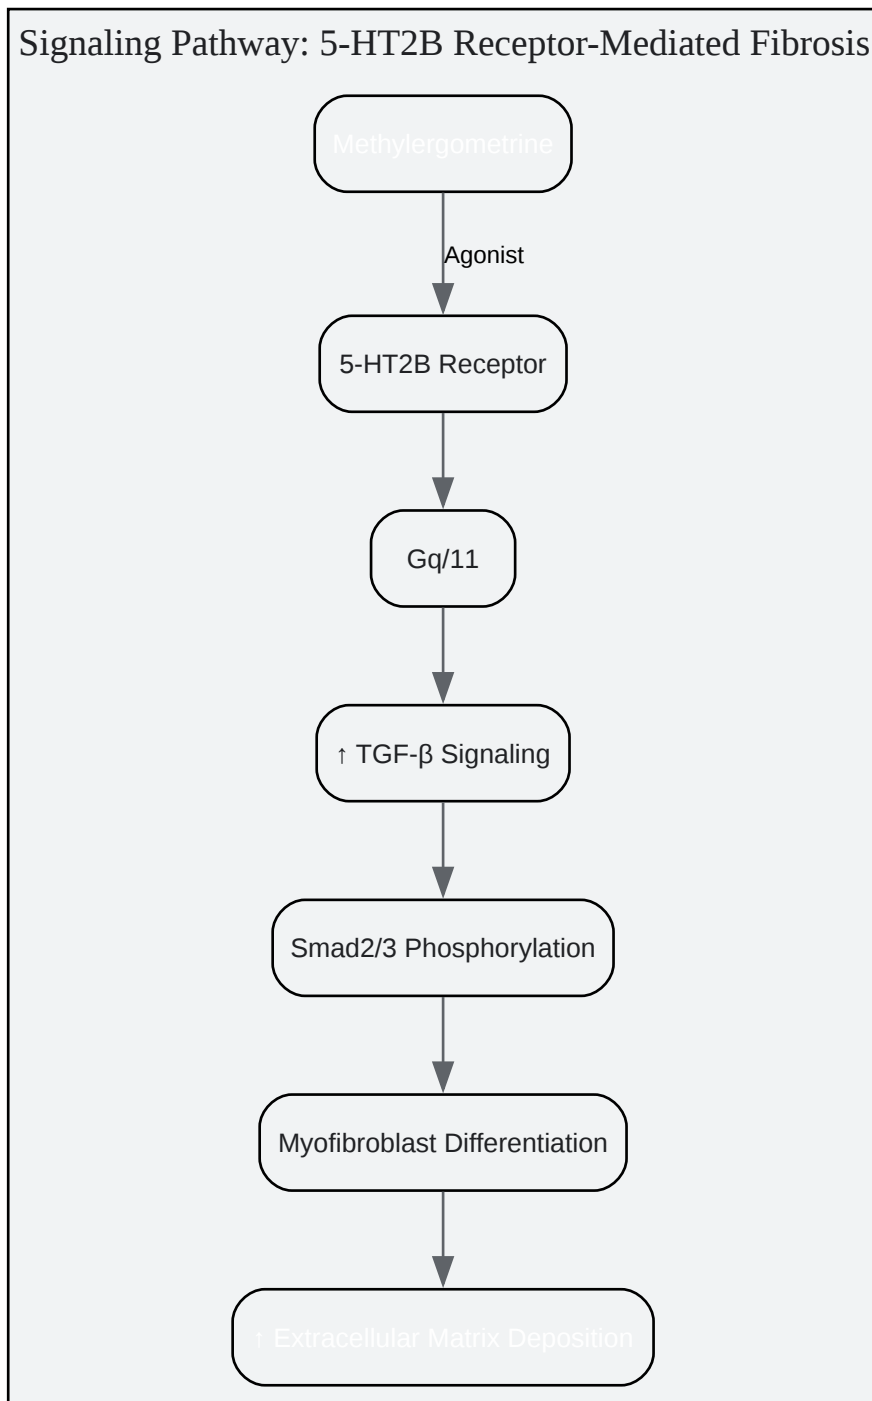 Signaling Pathway: 5-HT2B Receptor-Mediated Fibrosis
Methylergometrine
Agonist
5-HT2B Receptor
Gq/11
↑ TGF-β Signaling
Smad2/3 Phosphorylation
Myofibroblast Differentiation
↑ Extracellular Matrix Deposition